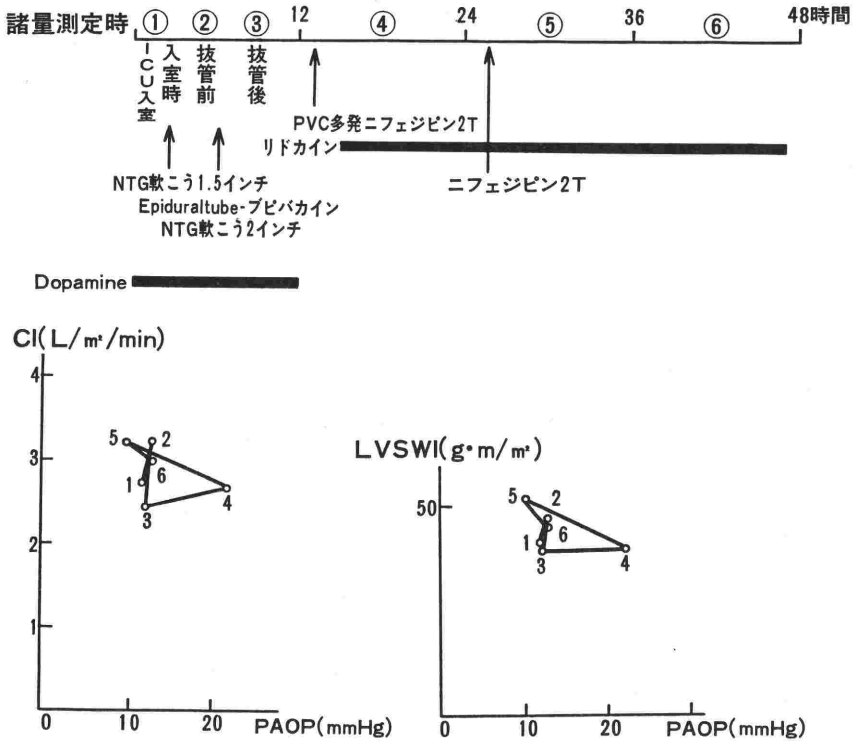 諸量測定時 ① ② ③ 12 ④ 24 ⑤ 36 ⑥ 48時間
ICU入室
入室時
抜管前
抜管後
PVC多発ニフェジピン2T
リドカイン
NTG軟こう1.5インチ
ニフェジピン2T
Epiduraltube-ブピバカイン
NTG軟こう2インチ
Dopamine
CI(L/㎡/min)
4
3
2
1
5
2
1
6
3
4
0 10 20 PAOP(mmHg)
LVSWI(g•m/㎡)
50
5
2
1
6
3
4
0 10 20 PAOP(mmHg)